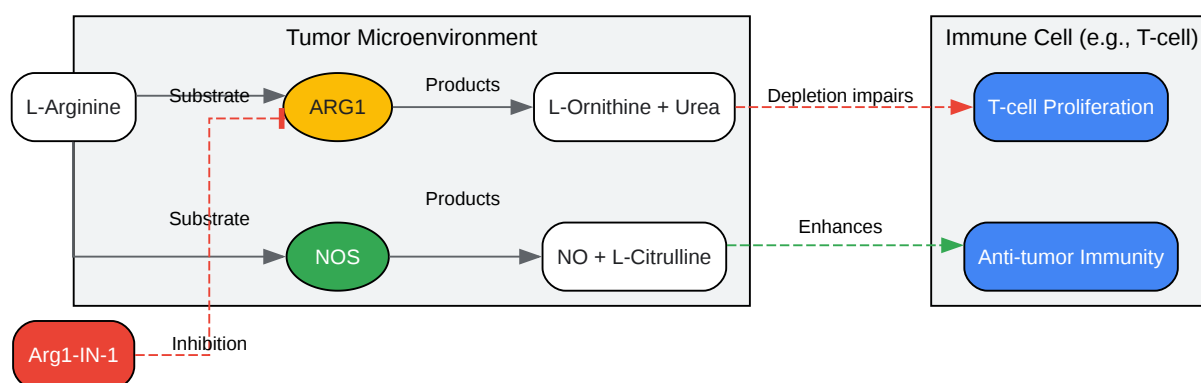 Tumor Microenvironment
Immune Cell (e.g., T-cell)
L-Arginine
Substrate
ARG1
Products
L-Ornithine + Urea
Depletion impairs
T-cell Proliferation
Substrate
NOS
Products
NO + L-Citrulline
Enhances
Anti-tumor Immunity
Arg1-IN-1
Inhibition